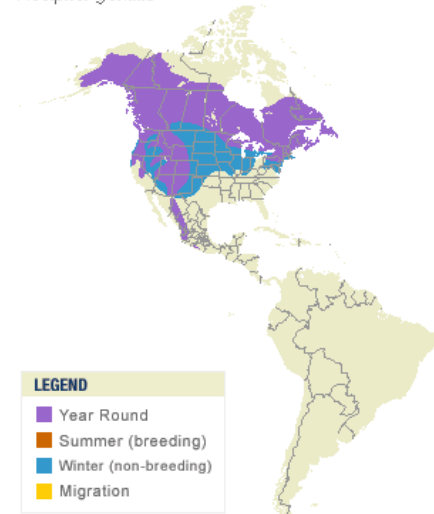 LEGEND
Year Round
Summer (breeding)
Winter (non-breeding)
Migration